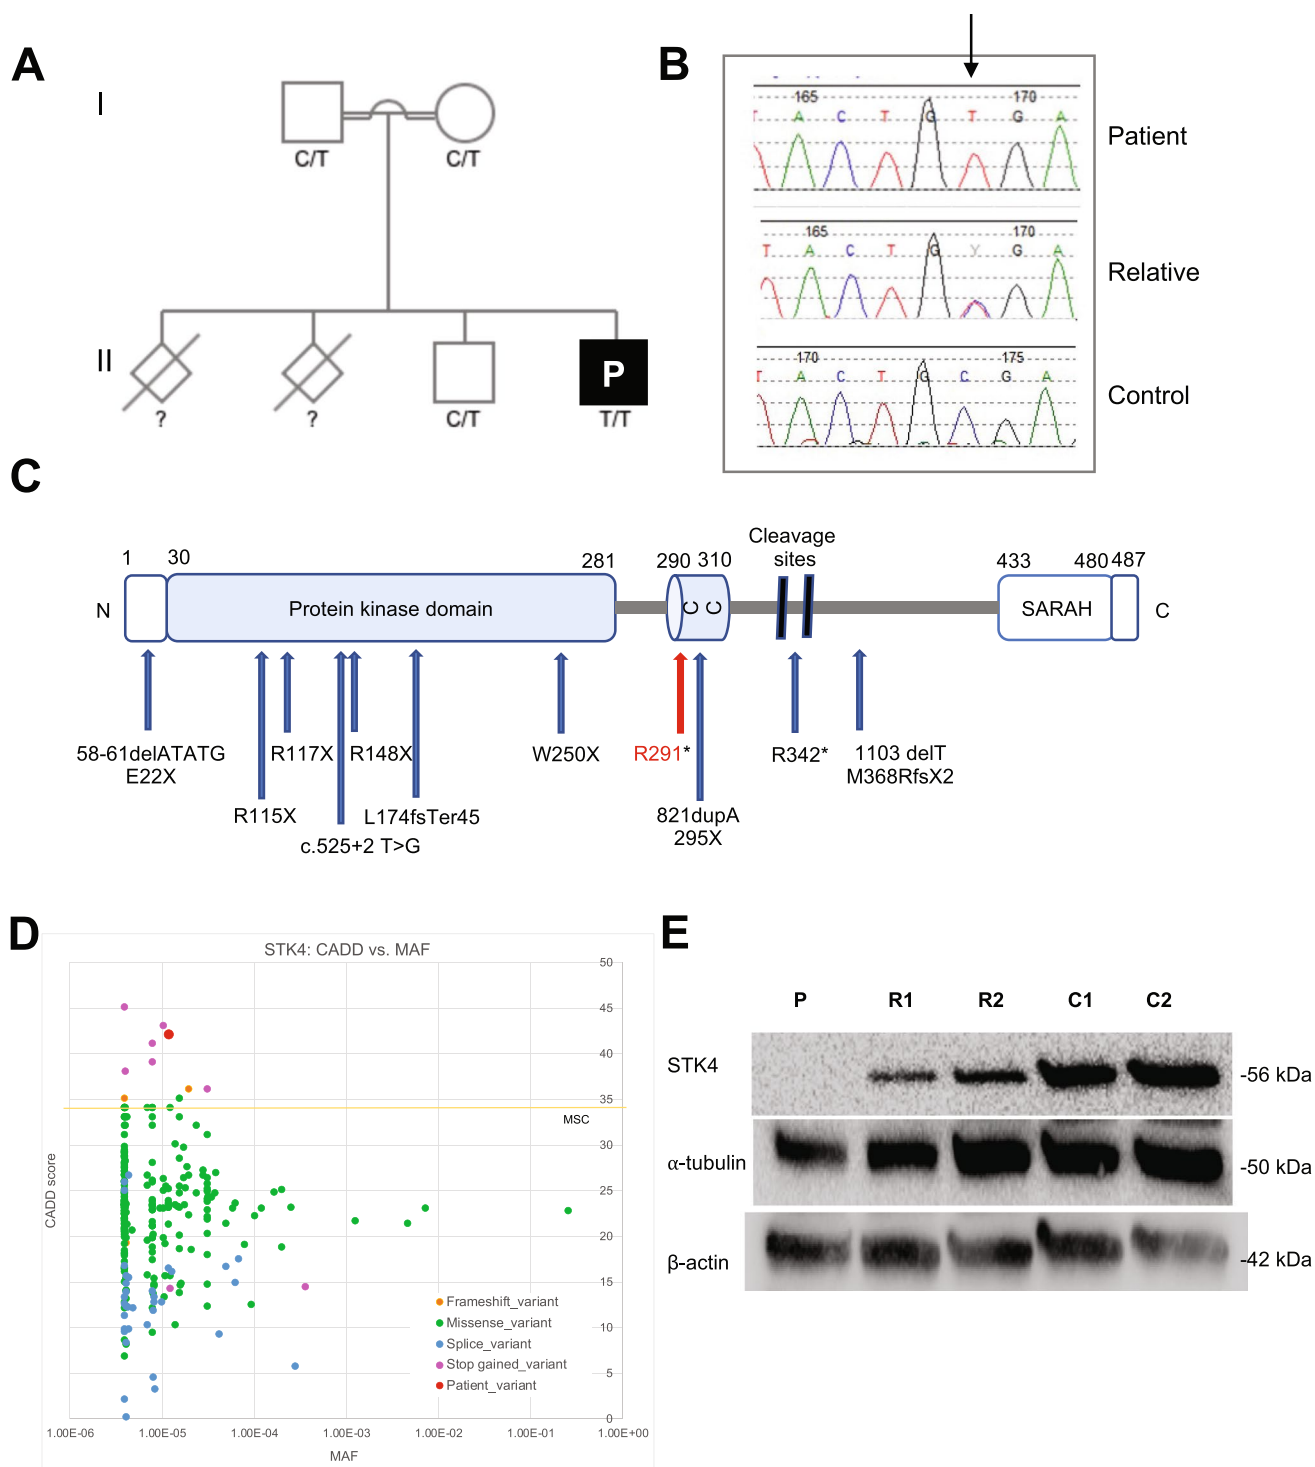 A
I
C/T
C/T
II
P
?
?
C/T
T/T
B
165 170
T A C T G T G A
Patient
165 170
T A C T G Y G A
Relative
170 175
T A C T G C G A
Control
C
Cleavage
sites
1 30 281 290 310 433 480 487
N Protein kinase domain C C SARAH C
58-61delATATG
E22X
R115X
R117X
c.525+2 T>G
R148X
L174fsTer45
W250X
R291*
821dupA
295X
R342*
1103 delT
M368RfsX2
D
STK4: CADD vs. MAF
50
45
40
35
MSC
30
25
20
15
10
5
0
CADD score
Frameshift_variant
Missense_variant
Splice_variant
Stop gained_variant
Patient_variant
1.00E-06 1.00E-05 1.00E-04 1.00E-03 1.00E-02 1.00E-01 1.00E+00
MAF
E
P R1 R2 C1 C2
STK4 -56 kDa
α-tubulin -50 kDa
β-actin -42 kDa